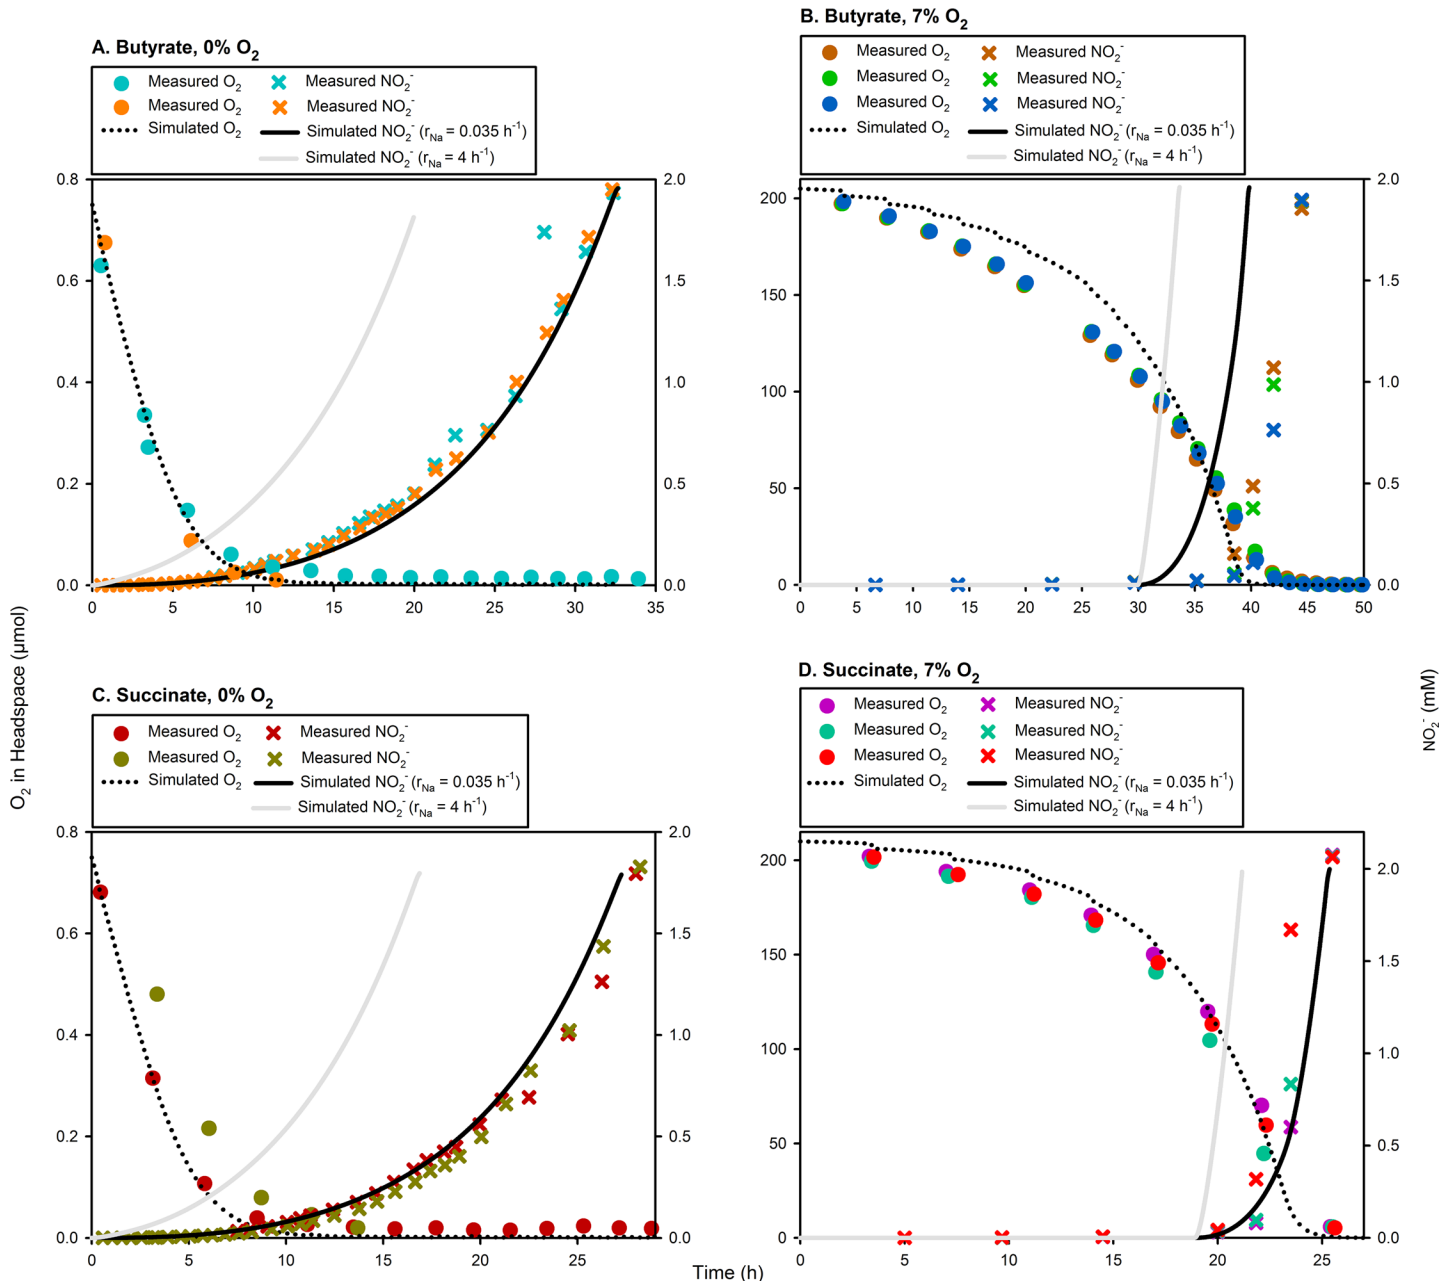 A. Butyrate, 0% O₂
Measured O₂ Measured NO₂⁻
Measured O₂ Measured NO₂⁻
Simulated O₂ Simulated NO₂⁻ (r_Na = 0.035 h⁻¹)
Simulated NO₂⁻ (r_Na = 4 h⁻¹)
0.8
0.6
0.4
0.2
0.0
2.0
1.5
1.0
0.5
0.0
0 5 10 15 20 25 30 35
B. Butyrate, 7% O₂
Measured O₂ Measured NO₂⁻
Measured O₂ Measured NO₂⁻
Measured O₂ Measured NO₂⁻
Simulated O₂ Simulated NO₂⁻ (r_Na = 0.035 h⁻¹)
Simulated NO₂⁻ (r_Na = 4 h⁻¹)
200
150
100
50
0
2.0
1.5
1.0
0.5
0.0
0 5 10 15 20 25 30 35 40 45 50
C. Succinate, 0% O₂
Measured O₂ Measured NO₂⁻
Measured O₂ Measured NO₂⁻
Simulated O₂ Simulated NO₂⁻ (r_Na = 0.035 h⁻¹)
Simulated NO₂⁻ (r_Na = 4 h⁻¹)
0.8
0.6
0.4
0.2
0.0
2.0
1.5
1.0
0.5
0.0
0 5 10 15 20 25
D. Succinate, 7% O₂
Measured O₂ Measured NO₂⁻
Measured O₂ Measured NO₂⁻
Measured O₂ Measured NO₂⁻
Simulated O₂ Simulated NO₂⁻ (r_Na = 0.035 h⁻¹)
Simulated NO₂⁻ (r_Na = 4 h⁻¹)
200
150
100
50
0
2.0
1.5
1.0
0.5
0.0
0 5 10 15 20 25
O₂ in Headspace (μmol)
NO₂⁻ (mM)
Time (h)